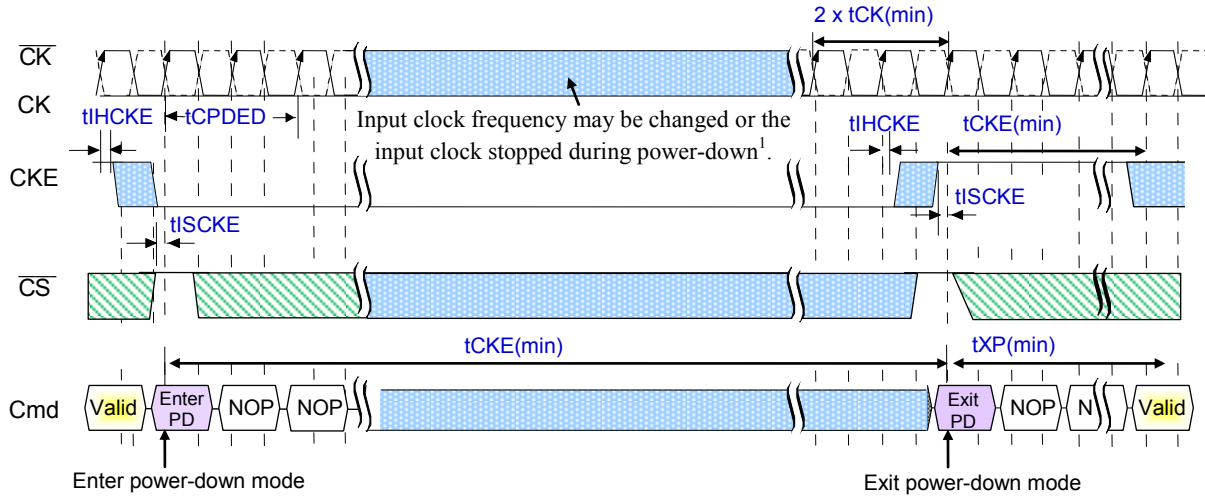 2 x tCK(min)
CK
CK
tIHCKE
tCPDED
Input clock frequency may be changed or the
input clock stopped during power-down1.
tIHCKE
tCKE(min)
CKE
tISCKE
tISCKE
CS
tCKE(min)
tXP(min)
Cmd
Valid
Enter
PD
NOP
NOP
Exit
PD
NOP
N
Valid
Enter power-down mode
Exit power-down mode